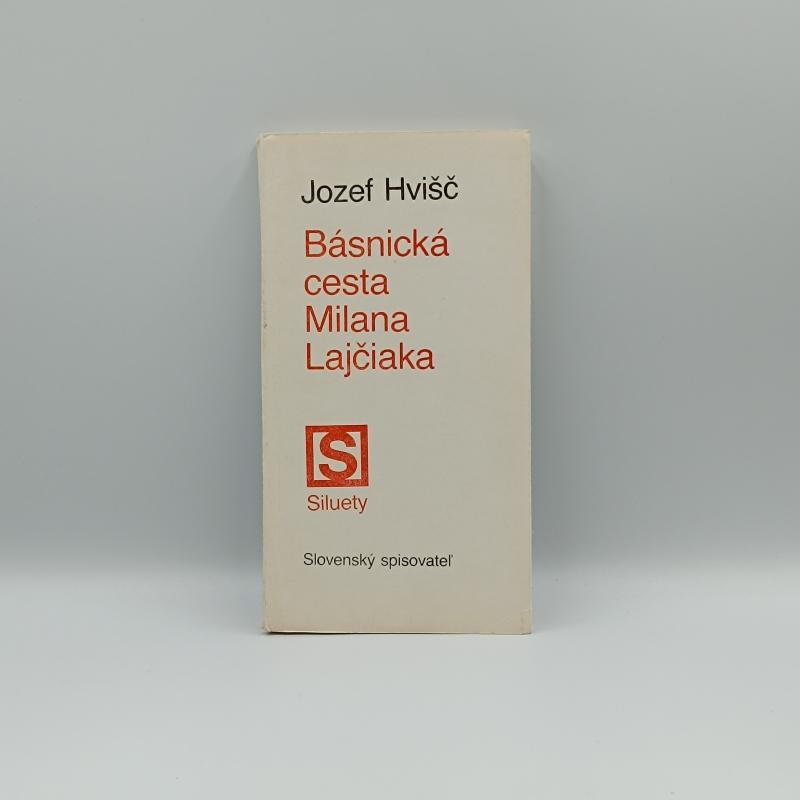 Jozef Hvišč
Básnická
cesta
Milana
Lajčiaka
S
Siluety
Slovenský spisovateľ